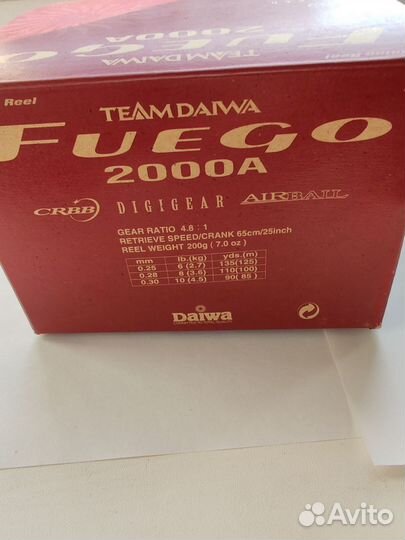 FUEGO
2000A
Reel
TEAM DAIWA
FUEGO
2000A
CRBB DIGIGEAR AIRBAIL
GEAR RATIO 4.8 : 1
RETRIEVE SPEED/CRANK 65cm/25inch
REEL WEIGHT 200g ( 7.0 oz )
mm lb.(kg) yds.(m)
0.25 6 (2.7) 135(125)
0.28 8 (3.6) 110(100)
0.30 10 (4.5) 90( 85 )
Daiwa
Avito